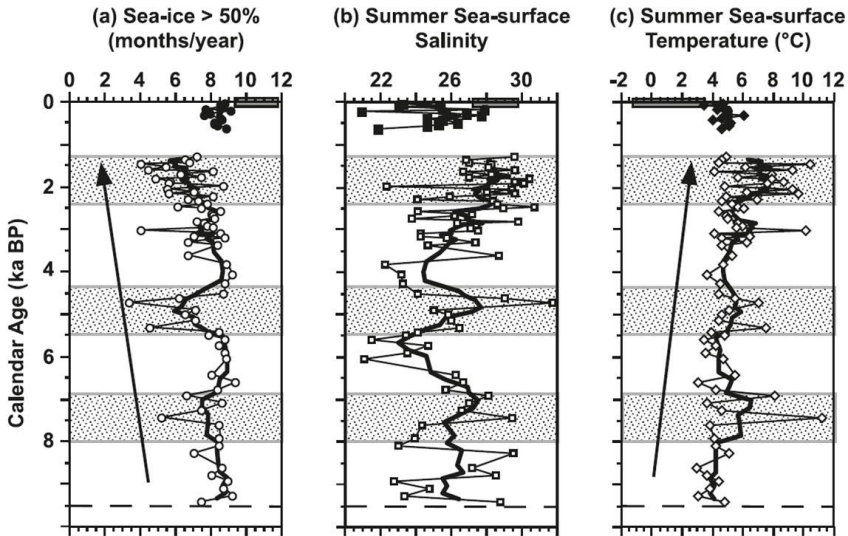 (a) Sea-ice > 50%
(months/year)
(b) Summer Sea-surface
Salinity
(c) Summer Sea-surface
Temperature (°C)
0 2 4 6 8 10 12
22 26 30
-2 0 2 4 6 8 10 12
Calendar Age (ka BP)
0
2
4
6
8